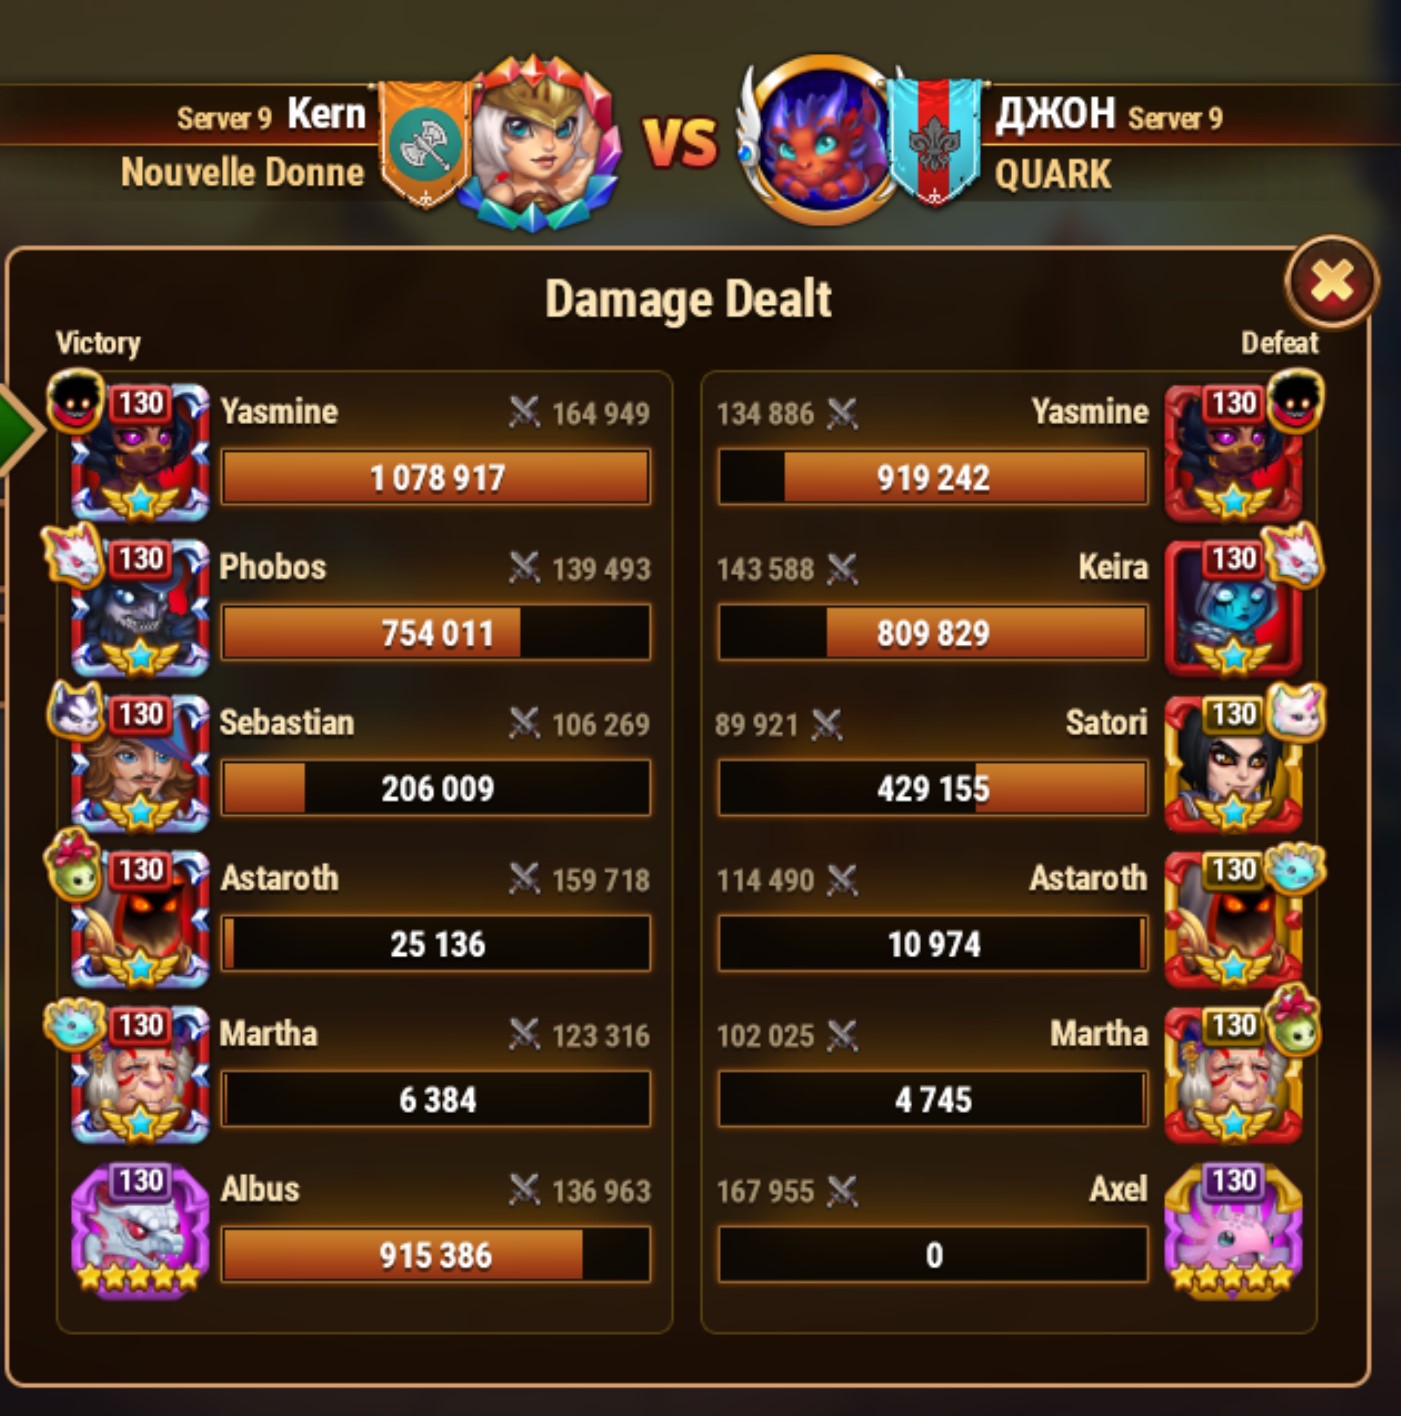 Server 9 Kern
Nouvelle Donne
VS
ДЖОН Server 9
QUARK
Damage Dealt
Victory
Defeat
130 Yasmine 164 949
1 078 917
134 886 Yasmine 130
919 242
130 Phobos 139 493
754 011
143 588 Keira 130
809 829
130 Sebastian 106 269
206 009
89 921 Satori 130
429 155
130 Astaroth 159 718
25 136
114 490 Astaroth 130
10 974
130 Martha 123 316
6 384
102 025 Martha 130
4 745
130 Albus 136 963
915 386
167 955 Axel 130
0